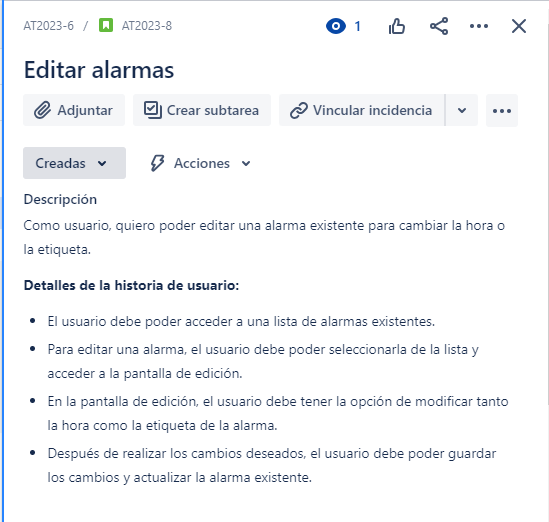 AT2023-6 / AT2023-8
1
Editar alarmas
Adjuntar
Crear subtarea
Vincular incidencia
Creadas
Acciones
Descripción
Como usuario, quiero poder editar una alarma existente para cambiar la hora o
la etiqueta.
Detalles de la historia de usuario:
• El usuario debe poder acceder a una lista de alarmas existentes.
• Para editar una alarma, el usuario debe poder seleccionarla de la lista y
acceder a la pantalla de edición.
• En la pantalla de edición, el usuario debe tener la opción de modificar tanto
la hora como la etiqueta de la alarma.
• Después de realizar los cambios deseados, el usuario debe poder guardar
los cambios y actualizar la alarma existente.